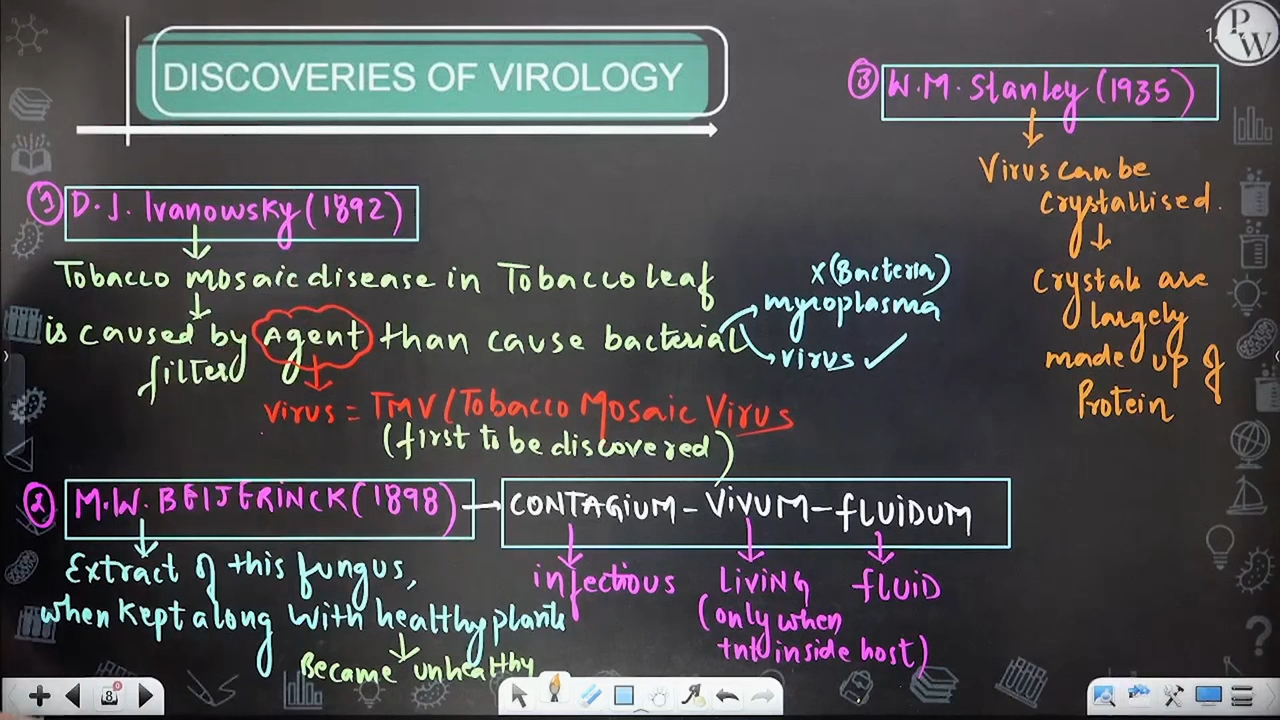 DISCOVERIES OF VIROLOGY
PW
① D.J. Ivanowsky (1892)
Tobacco mosaic disease in Tobacco leaf
is caused by Agent than cause bacterial
filter
x (Bacteria)
mycoplasma
virus ✓
virus = TMV (Tobacco Mosaic Virus
(first to be discovered)
② M.W. BEIJERINCK (1898) → CONTAGIUM - VIVUM - FLUIDUM
Extract of this fungus,
when kept along with healthy plants
Became unhealthy
infectious
LIVING
(only when
inside host)
FLUID
③ W.M. Stanley (1935)
Virus can be
crystallised.
Crystals are
largely
made up of
Protein
8